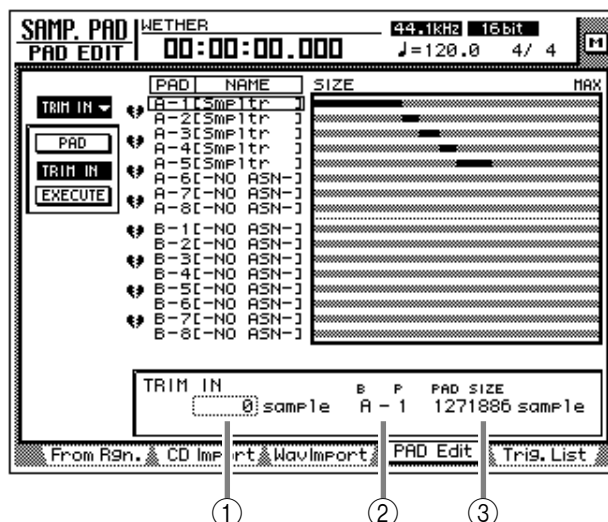 SAMP. PAD WETHER 44.1kHz 16bit M
PAD EDIT 00:00:00.000 ♩=120.0 4/ 4
PAD NAME SIZE MAX
TRIM IN
PAD
TRIM IN
EXECUTE
A-1[Smpltr ]
A-2[Smpltr ]
A-3[Smpltr ]
A-4[Smpltr ]
A-5[Smpltr ]
A-6[-NO ASN-]
A-7[-NO ASN-]
A-8[-NO ASN-]
B-1[-NO ASN-]
B-2[-NO ASN-]
B-3[-NO ASN-]
B-4[-NO ASN-]
B-5[-NO ASN-]
B-6[-NO ASN-]
B-7[-NO ASN-]
B-8[-NO ASN-]
TRIM IN B P PAD SIZE
0 sample A - 1 1271886 sample
From Rgn. CD Import WavImport PAD Edit Trig.List
① ② ③